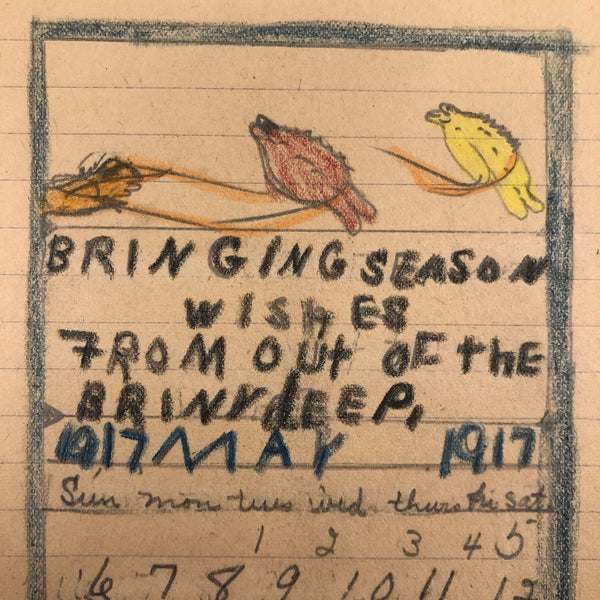 BRINGING SEASON
WISHES
FROM OUT OF THE
BRINY DEEP,
1917 MAY 1917
Sun mon tues wed. thurs fri sat
1 2 3 4 5
6 7 8 9 10 11 12